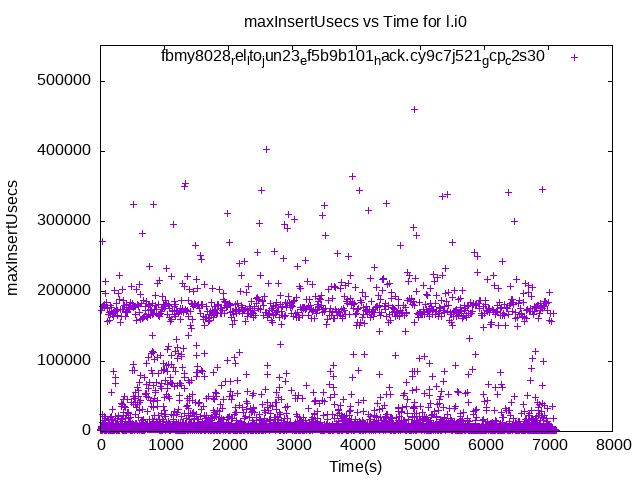 maxInsertUsecs vs Time for l.i0
fbmy8028relltojun23ef5b9b101hack.cy9c7j521gcpc2s30
500000
400000
300000
200000
100000
0
maxInsertUsecs
0 1000 2000 3000 4000 5000 6000 7000 8000
Time(s)